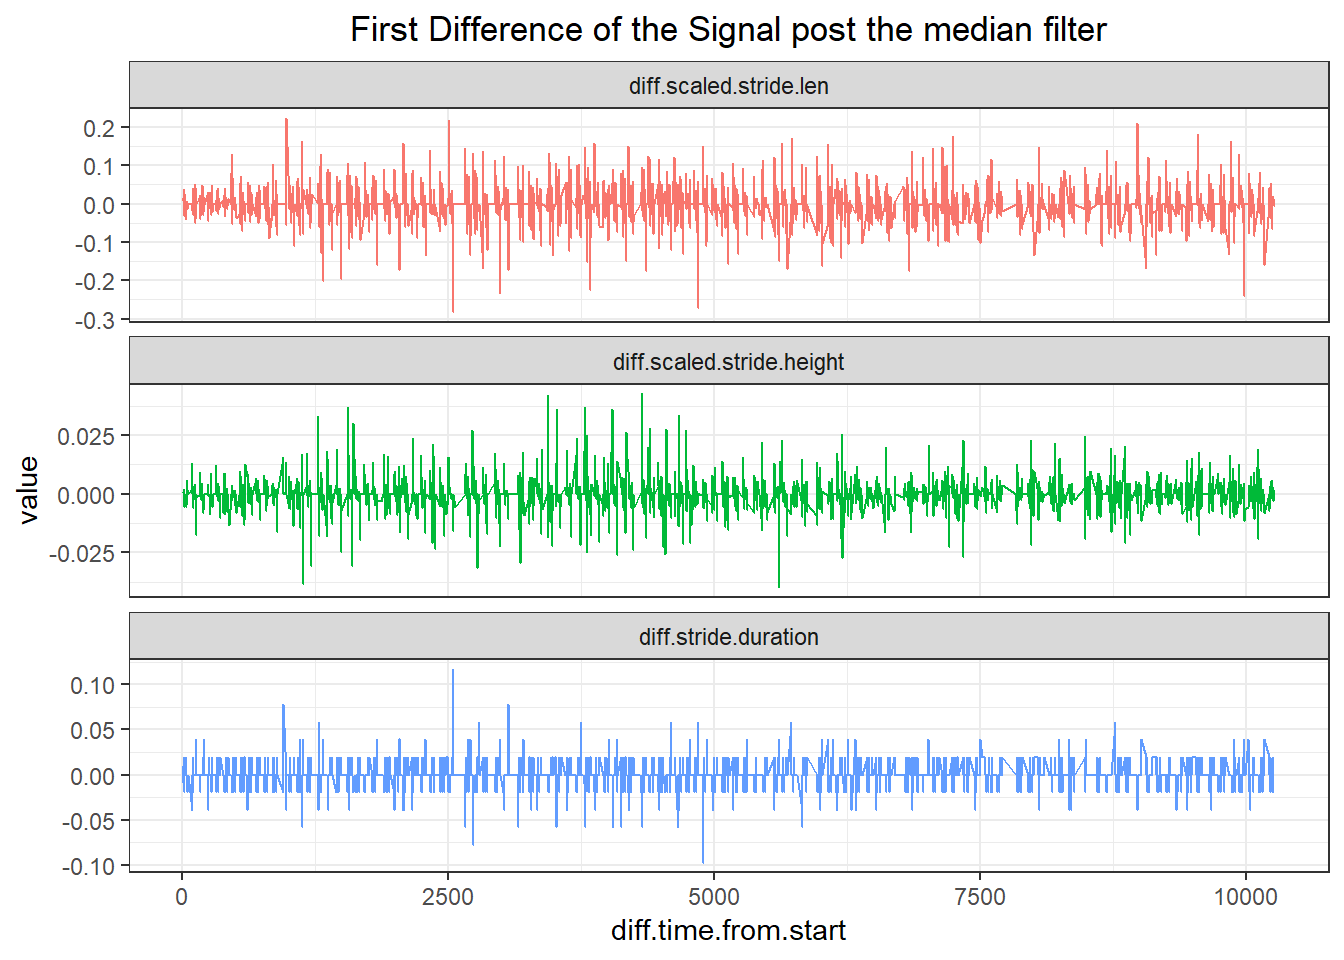 First Difference of the Signal post the median filter
diff.scaled.stride.len
0.2
0.1
0.0
-0.1
-0.2
-0.3
diff.scaled.stride.height
0.025
0.000
-0.025
value
diff.stride.duration
0.10
0.05
0.00
-0.05
-0.10
0 2500 5000 7500 10000
diff.time.from.start